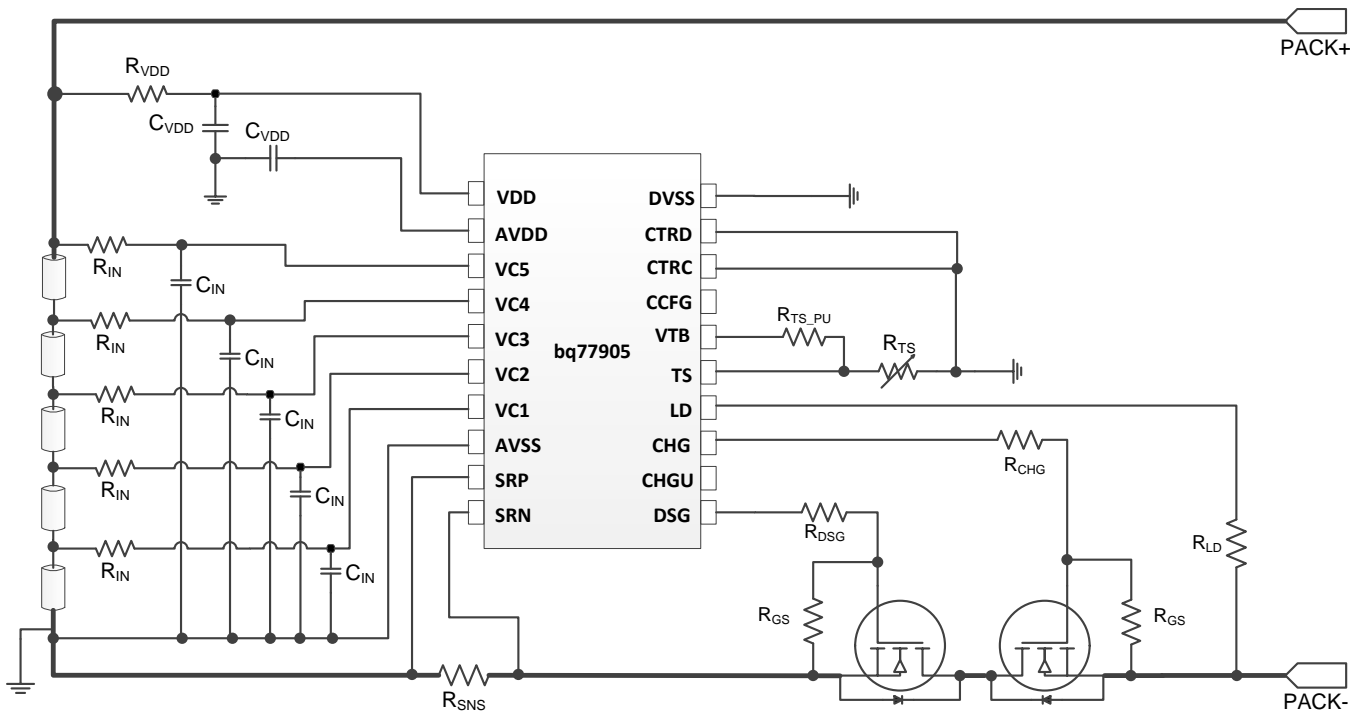 PACK+
RVDD
CVDD
CVDD
VDD
DVSS
AVDD
CTRD
VC5
CTRC
RIN
CIN
VC4
CCFG
RIN
CIN
VC3
VTB
RTS_PU
bq77905
RTS
VC2
TS
RIN
CIN
VC1
LD
AVSS
CHG
RCHG
RIN
CIN
SRP
CHGU
SRN
DSG
RDSG
RLD
RIN
CIN
RGS
RGS
RSNS
PACK-